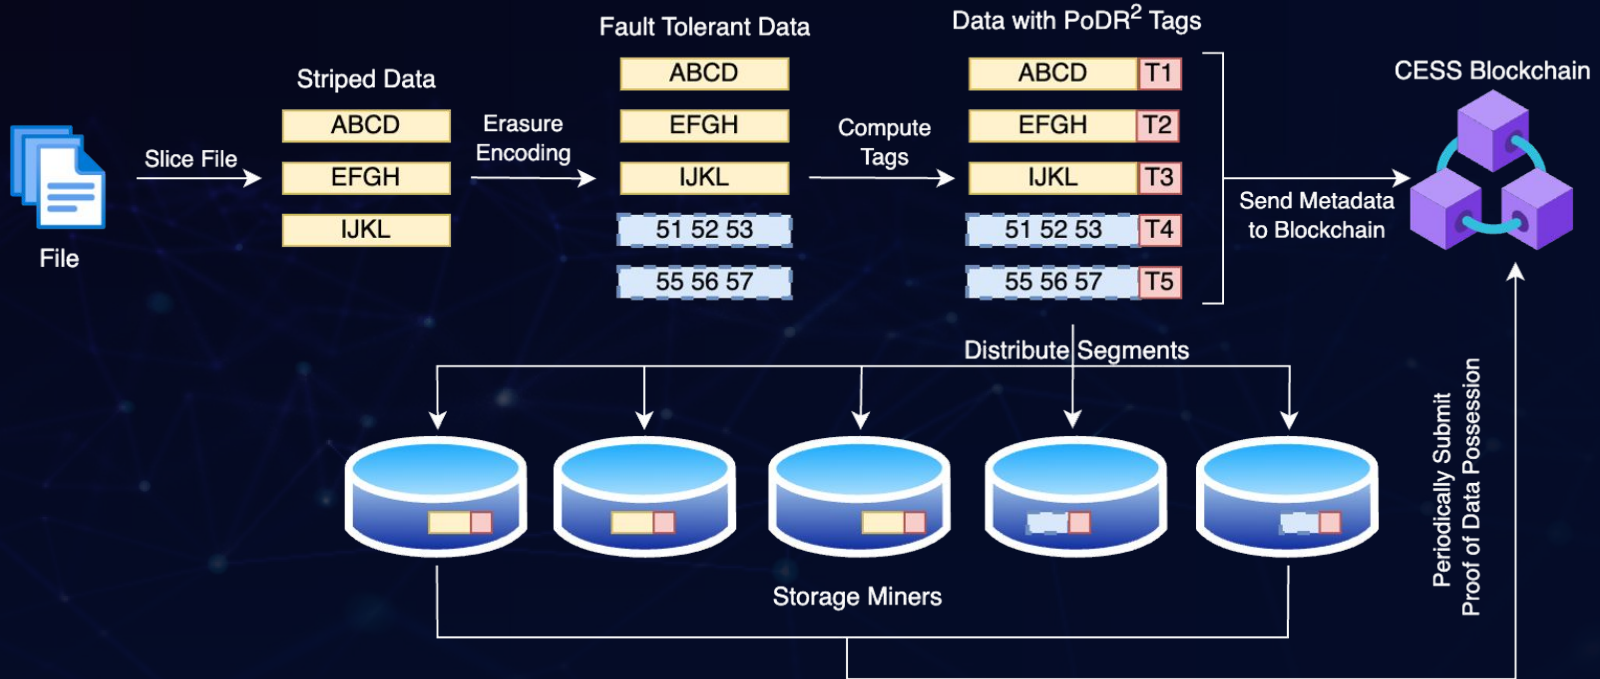 Fault Tolerant Data
Data with PoDR² Tags
Striped Data
CESS Blockchain
ABCD
EFGH
IJKL
ABCD
EFGH
IJKL
51 52 53
55 56 57
ABCD T1
EFGH T2
IJKL T3
51 52 53 T4
55 56 57 T5
Slice File
File
Erasure
Encoding
Compute
Tags
Send Metadata
to Blockchain
Distribute Segments
Storage Miners
Periodically Submit
Proof of Data Possession